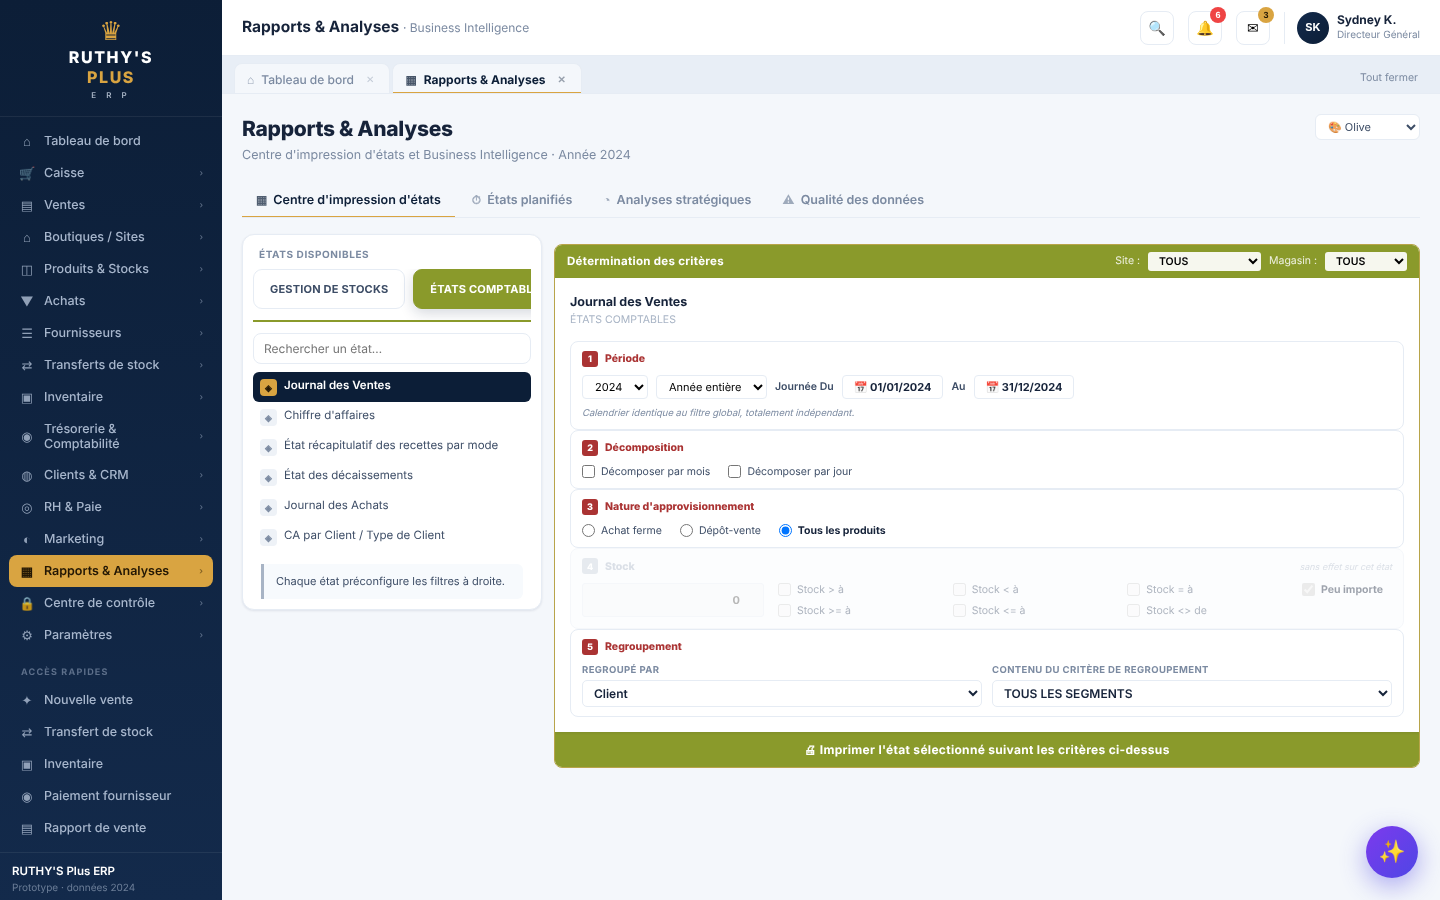 RUTHY'S
PLUS
E R P
Tableau de bord
Caisse
Ventes
Boutiques / Sites
Produits & Stocks
Achats
Fournisseurs
Transferts de stock
Inventaire
Trésorerie &
Comptabilité
Clients & CRM
RH & Paie
Marketing
Rapports & Analyses
Centre de contrôle
Paramètres
ACCÈS RAPIDES
Nouvelle vente
Transfert de stock
Inventaire
Paiement fournisseur
Rapport de vente
RUTHY'S Plus ERP
Prototype · données 2024
Rapports & Analyses · Business Intelligence
6
3
SK
Sydney K.
Directeur Général
Tableau de bord ×
Rapports & Analyses ×
Tout fermer
Rapports & Analyses
Centre d'impression d'états et Business Intelligence · Année 2024
Olive
Centre d'impression d'états
États planifiés
Analyses stratégiques
Qualité des données
ÉTATS DISPONIBLES
GESTION DE STOCKS
ÉTATS COMPTABL
Rechercher un état...
Journal des Ventes
Chiffre d'affaires
État récapitulatif des recettes par mode
État des décaissements
Journal des Achats
CA par Client / Type de Client
Chaque état préconfigure les filtres à droite.
Détermination des critères
Site : TOUS
Magasin : TOUS
Journal des Ventes
ÉTATS COMPTABLES
1 Période
2024 Année entière Journée Du 01/01/2024 Au 31/12/2024
Calendrier identique au filtre global, totalement indépendant.
2 Décomposition
Décomposer par mois Décomposer par jour
3 Nature d'approvisionnement
Achat ferme Dépôt-vente Tous les produits
4 Stock sans effet sur cet état
0 Stock > à Stock < à Stock = à Peu importe
Stock >= à Stock <= à Stock <> de
5 Regroupement
REGROUPÉ PAR CONTENU DU CRITÈRE DE REGROUPEMENT
Client TOUS LES SEGMENTS
Imprimer l'état sélectionné suivant les critères ci-dessus